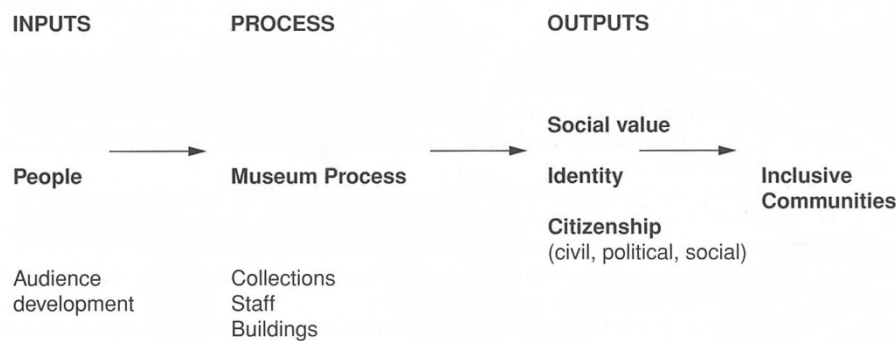 INPUTS PROCESS OUTPUTS
Social value
People Museum Process Identity Inclusive
Communities
Citizenship
(civil, political, social)
Audience Collections
development Staff
Buildings